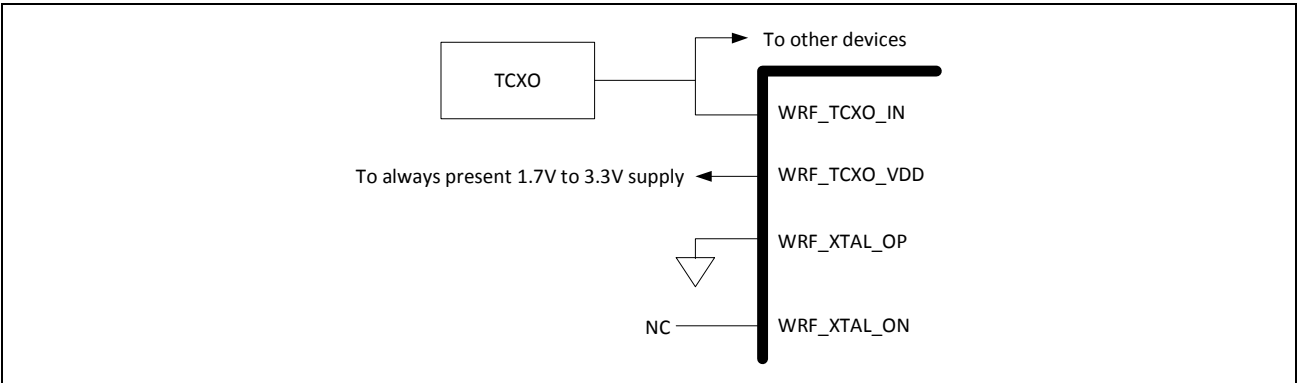 To other devices
TCXO
WRF_TCXO_IN
To always present 1.7V to 3.3V supply
WRF_TCXO_VDD
WRF_XTAL_OP
NC
WRF_XTAL_ON